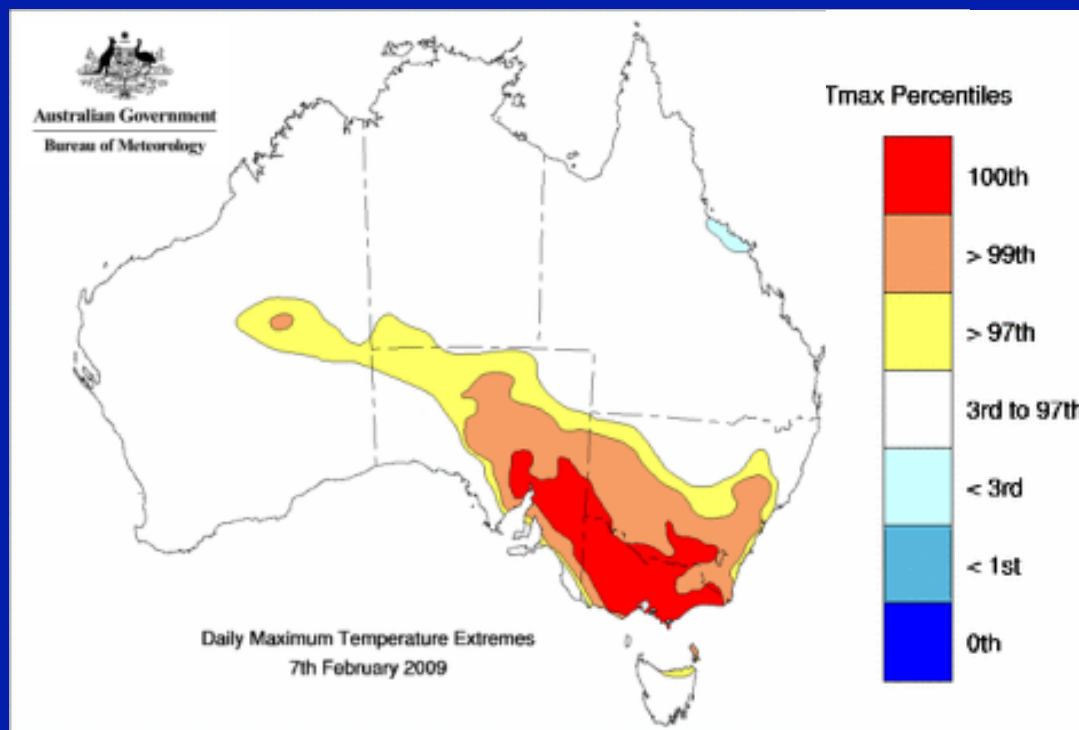 Australian Government
Bureau of Meteorology
Tmax Percentiles
100th
> 99th
> 97th
3rd to 97th
< 3rd
< 1st
0th
Daily Maximum Temperature Extremes
7th February 2009